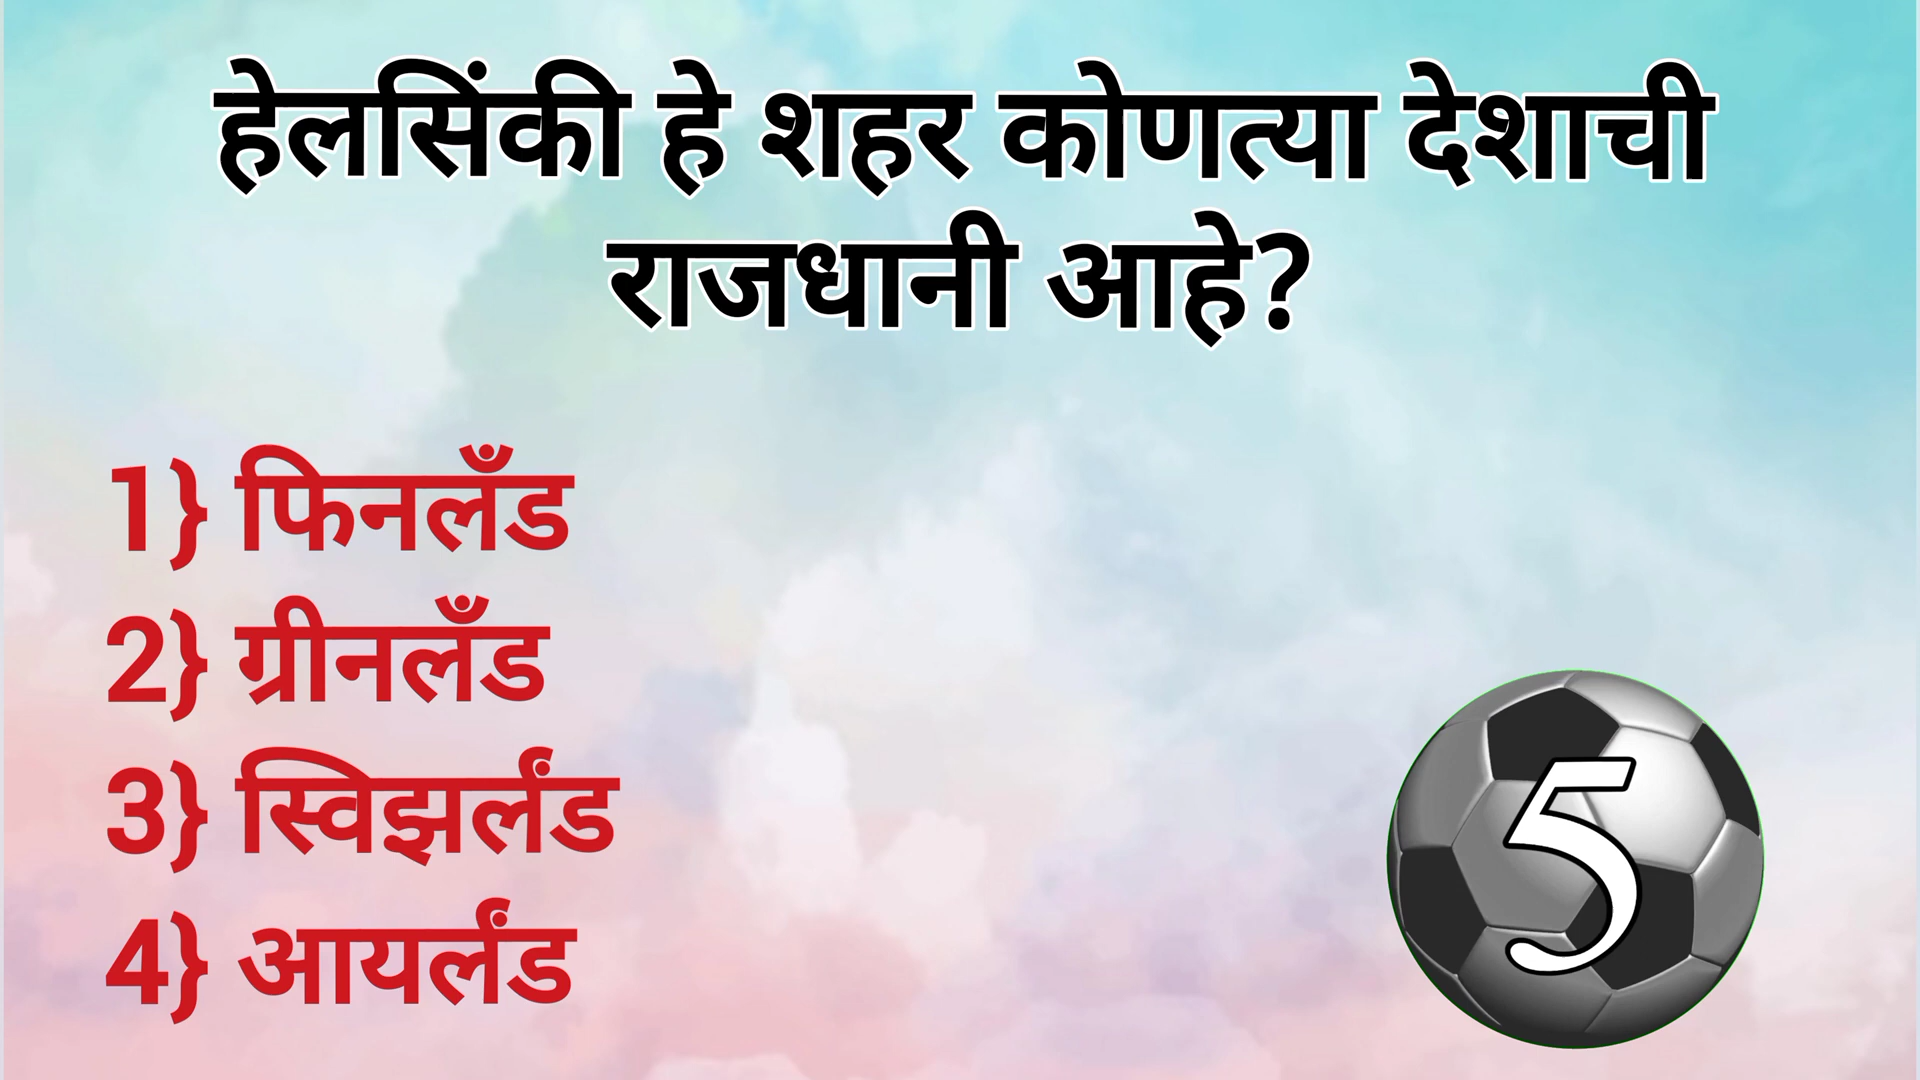 हेलसिंकी हे शहर कोणत्या देशाची
राजधानी आहे?
1} फिनलँड
2} ग्रीनलँड
3} स्विझर्लंड
4} आयर्लंड
5